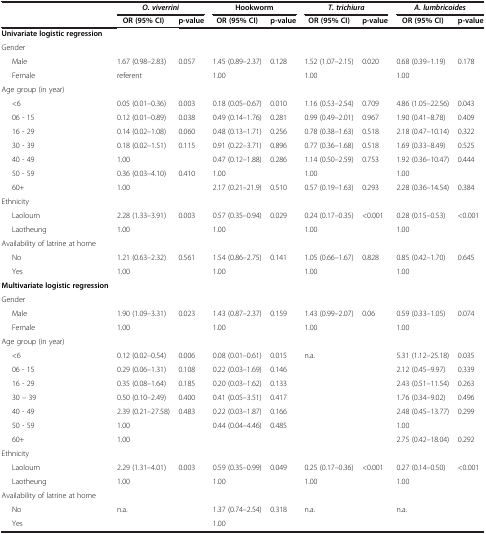 O. viverrini Hookworm T. trichiura A. lumbricoides
OR (95% CI) p-value OR (95% CI) p-value OR (95% CI) p-value OR (95% CI) p-value
Univariate logistic regression
Gender
Male 1.67 (0.98–2.83) 0.057 1.45 (0.89–2.37) 0.128 1.52 (1.07–2.15) 0.020 0.68 (0.39–1.19) 0.178
Female referent 1.00 1.00 1.00
Age group (in year)
<6 0.05 (0.01–0.36) 0.003 0.18 (0.05–0.67) 0.010 1.16 (0.53–2.54) 0.709 4.86 (1.05–22.56) 0.043
06 - 15 0.12 (0.01–0.89) 0.038 0.49 (0.14–1.76) 0.281 0.99 (0.49–2.01) 0.967 1.90 (0.41–8.78) 0.409
16 - 29 0.14 (0.02–1.08) 0.060 0.48 (0.13–1.71) 0.256 0.78 (0.38–1.63) 0.518 2.18 (0.47–10.14) 0.322
30 - 39 0.18 (0.02–1.51) 0.115 0.91 (0.22–3.71) 0.896 0.77 (0.36–1.68) 0.518 1.69 (0.33–8.49) 0.525
40 - 49 1.00 0.47 (0.12–1.88) 0.286 1.14 (0.50–2.59) 0.753 1.92 (0.36–10.47) 0.444
50 - 59 0.36 (0.03–4.10) 0.410 1.00 1.00 1.00
60+ 1.00 2.17 (0.21–21.9) 0.510 0.57 (0.19–1.63) 0.293 2.28 (0.36–14.54) 0.384
Ethnicity
Laoloum 2.28 (1.33–3.91) 0.003 0.57 (0.35–0.94) 0.029 0.24 (0.17–0.35) <0.001 0.28 (0.15–0.53) <0.001
Laotheung 1.00 1.00 1.00 1.00
Availability of latrine at home
No 1.21 (0.63–2.32) 0.561 1.54 (0.86–2.75) 0.141 1.05 (0.66–1.67) 0.828 0.85 (0.42–1.70) 0.645
Yes 1.00 1.00 1.00 1.00
Multivariate logistic regression
Gender
Male 1.90 (1.09–3.31) 0.023 1.43 (0.87–2.37) 0.159 1.43 (0.99–2.07) 0.06 0.59 (0.33–1.05) 0.074
Female 1.00 1.00 1.00 1.00
Age group (in year)
<6 0.12 (0.02–0.54) 0.006 0.08 (0.01–0.61) 0.015 n.a. 5.31 (1.12–25.18) 0.035
06 - 15 0.29 (0.06–1.31) 0.108 0.22 (0.03–1.69) 0.146 2.12 (0.45–9.97) 0.339
16 - 29 0.35 (0.08–1.64) 0.185 0.20 (0.03–1.62) 0.133 2.43 (0.51–11.54) 0.263
30 – 39 0.50 (0.10–2.49) 0.400 0.41 (0.05–3.51) 0.417 1.76 (0.34–9.02) 0.496
40 - 49 2.39 (0.21–27.58) 0.483 0.22 (0.03–1.87) 0.166 2.48 (0.45–13.77) 0.299
50 - 59 1.00 0.44 (0.04–4.46) 0.485 1.00
60+ 1.00 2.75 (0.42–18.04) 0.292
Ethnicity
Laoloum 2.29 (1.31–4.01) 0.003 0.59 (0.35–0.99) 0.049 0.25 (0.17–0.36) <0.001 0.27 (0.14–0.50) <0.001
Laotheung 1.00 1.00 1.00 1.00
Availability of latrine at home
No n.a. 1.37 (0.74–2.54) 0.318 n.a. n.a.
Yes 1.00